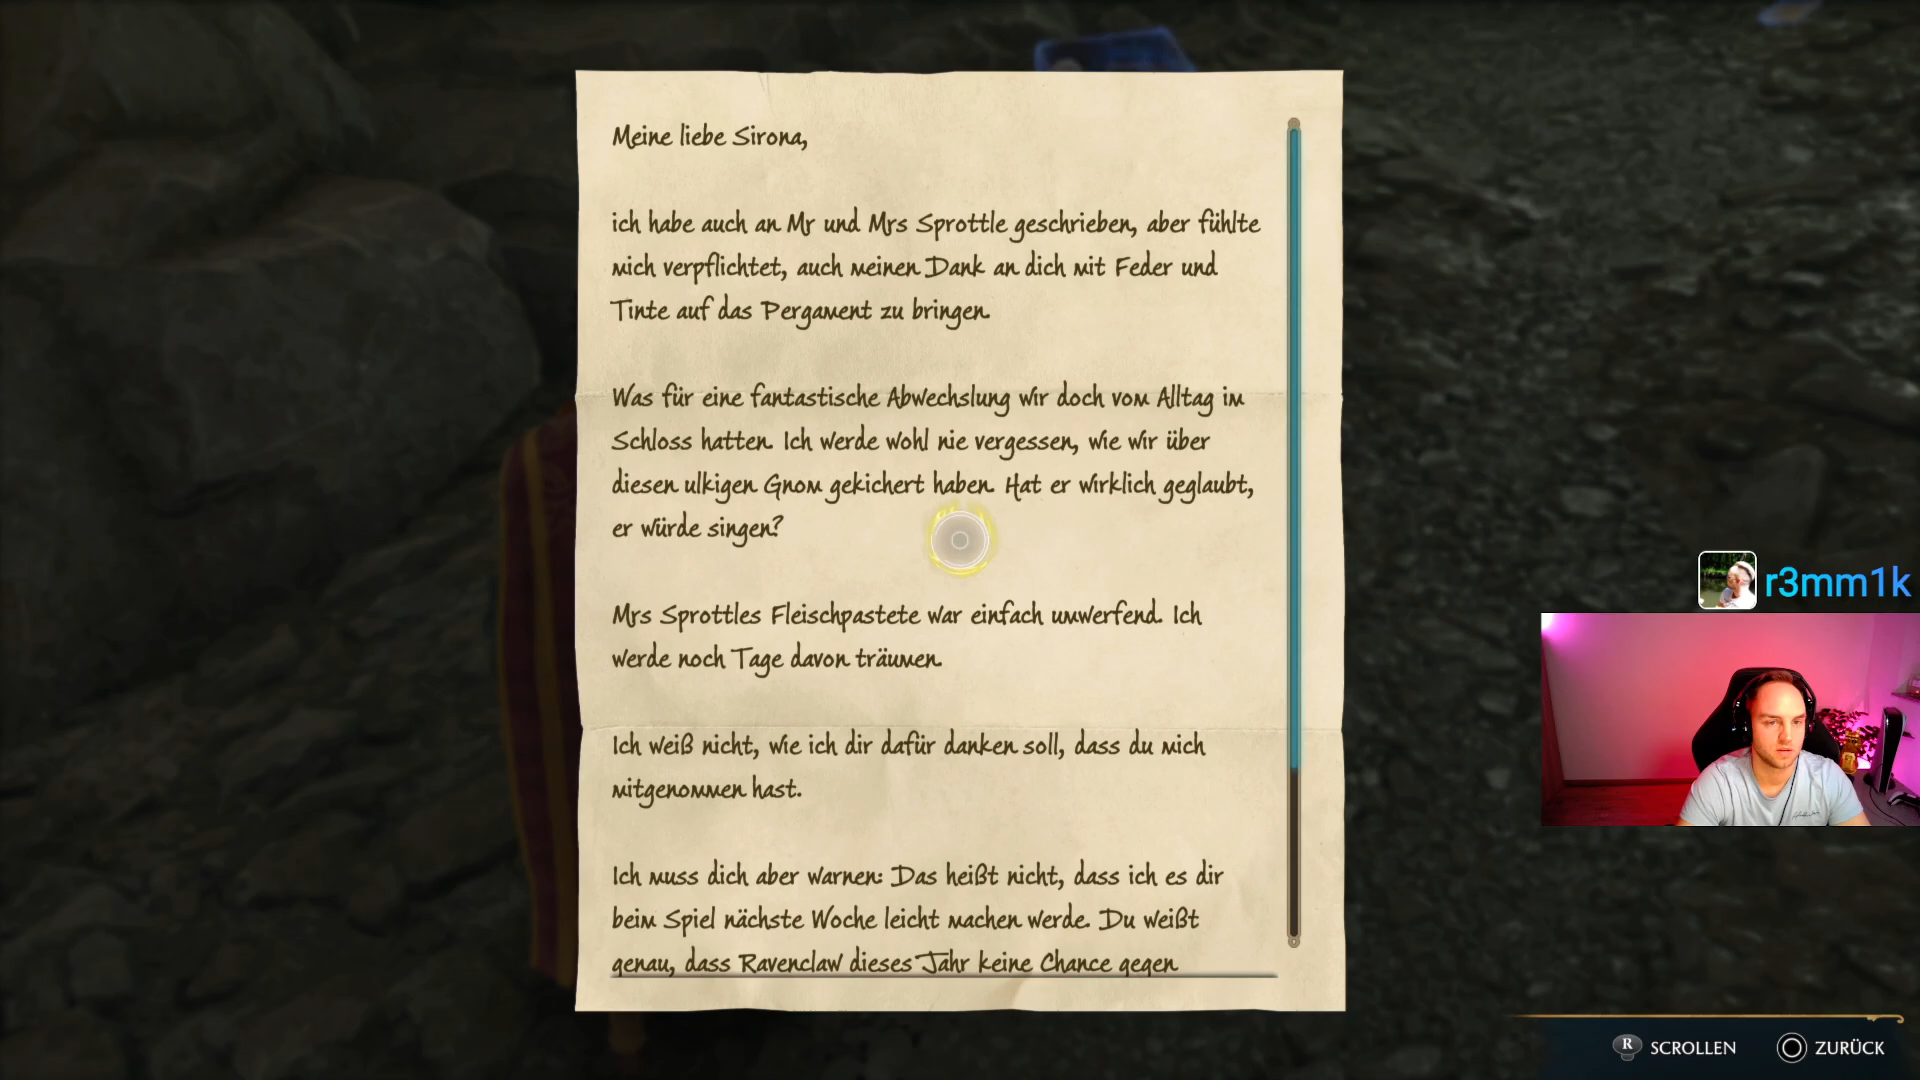 Meine liebe Sirona,
ich habe auch an Mr und Mrs Sprottle geschrieben, aber fühlte
mich verpflichtet, auch meinen Dank an dich mit Feder und
Tinte auf das Pergament zu bringen.
Was für eine fantastische Abwechslung wir doch vom Alltag im
Schloss hatten. Ich werde wohl nie vergessen, wie wir über
diesen ulkigen Gnom gekichert haben. Hat er wirklich geglaubt,
er würde singen?
Mrs Sprottles Fleischpastete war einfach umwerfend. Ich
werde noch Tage davon träumen.
Ich weiß nicht, wie ich dir dafür danken soll, dass du mich
mitgenommen hast.
Ich muss dich aber warnen: Das heißt nicht, dass ich es dir
beim Spiel nächste Woche leicht machen werde. Du weißt
genau, dass Ravenclaw dieses Jahr keine Chance gegen
r3mm1k
R SCROLLEN
ZURÜCK